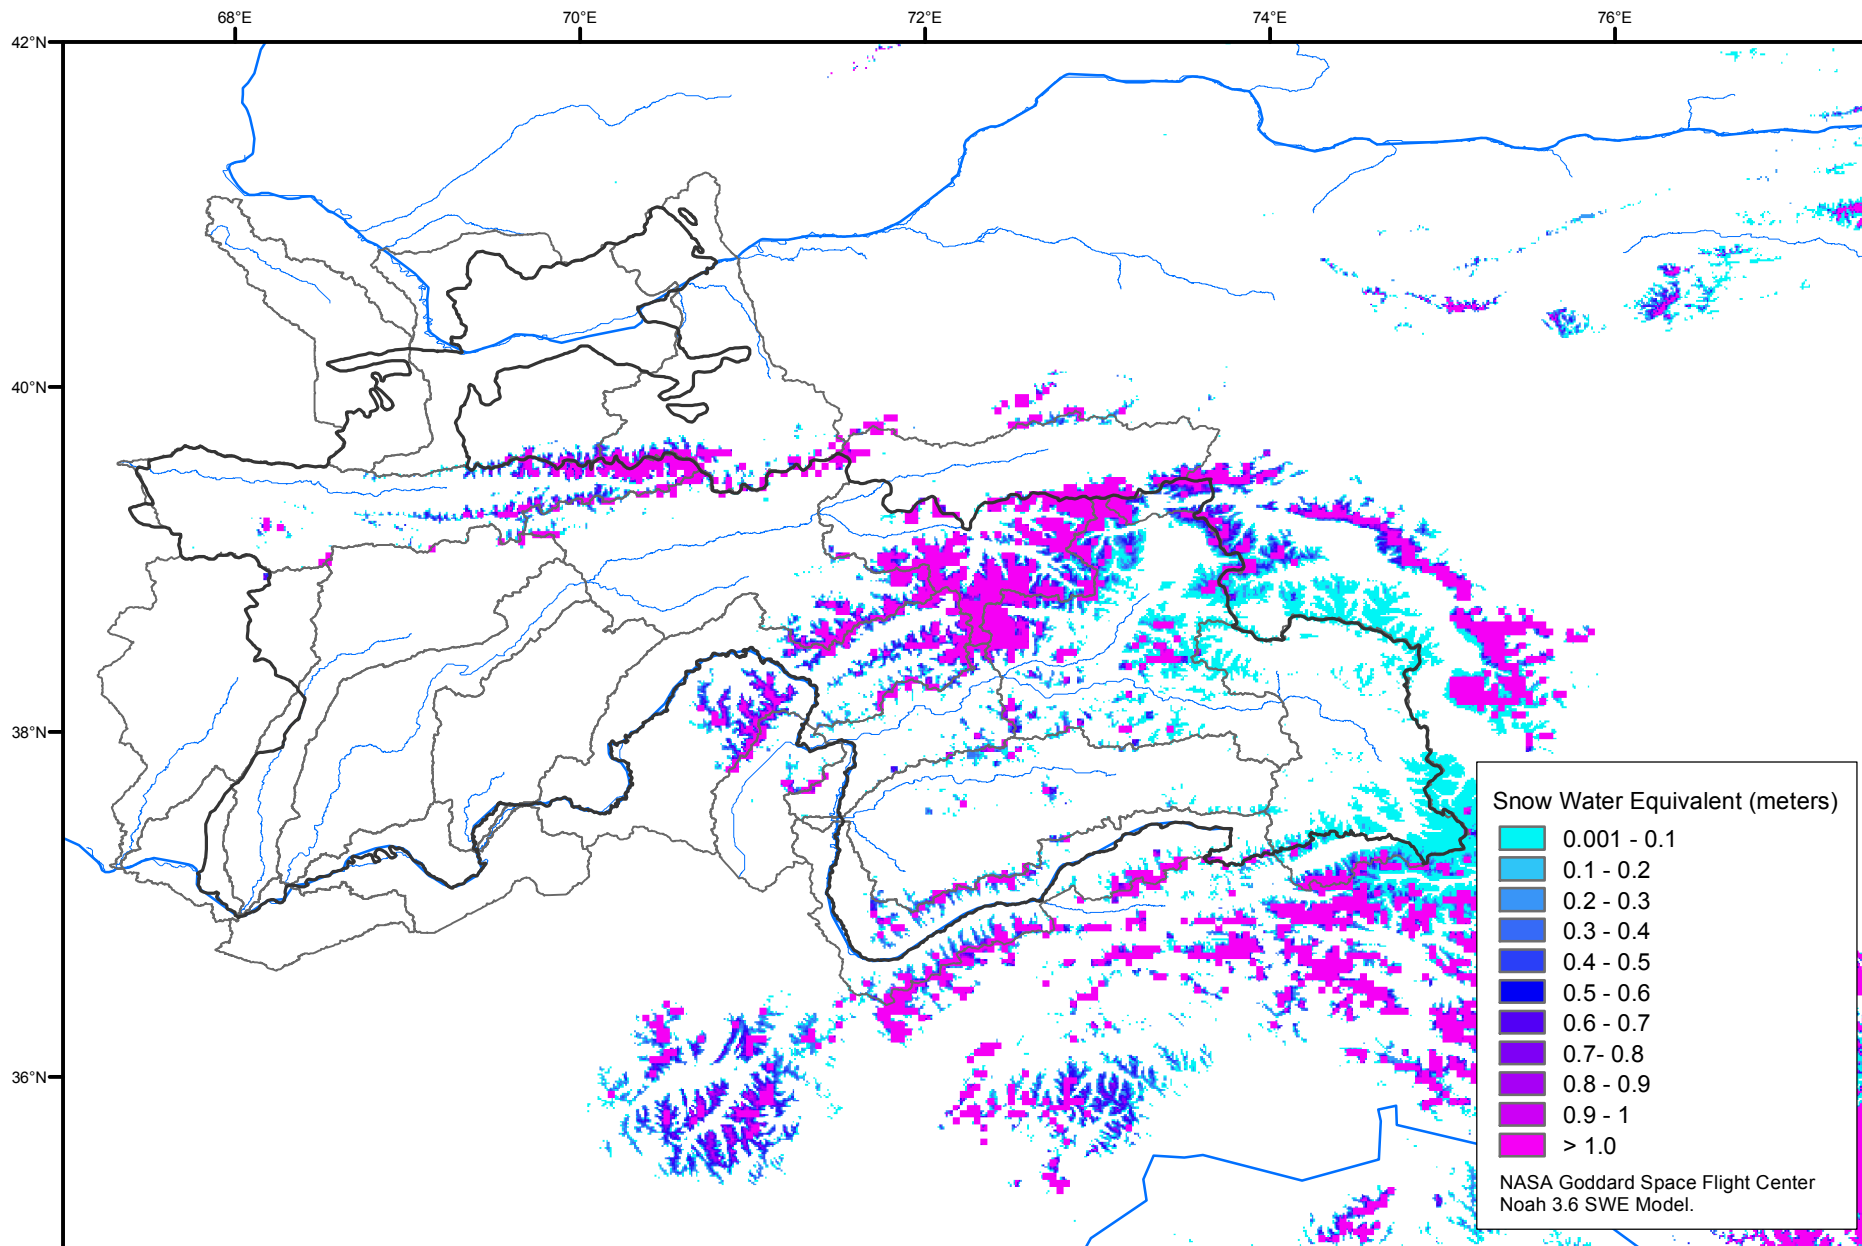 68°E 70°E 72°E 74°E 76°E
42°N
40°N
38°N
36°N
Snow Water Equivalent (meters)
0.001 - 0.1
0.1 - 0.2
0.2 - 0.3
0.3 - 0.4
0.4 - 0.5
0.5 - 0.6
0.6 - 0.7
0.7- 0.8
0.8 - 0.9
0.9 - 1
> 1.0
NASA Goddard Space Flight Center
Noah 3.6 SWE Model.